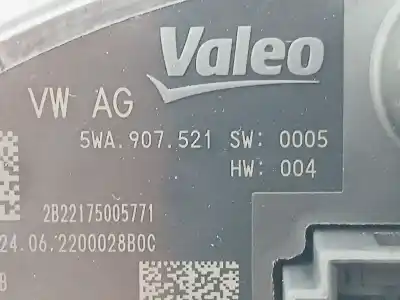 Valeo
VW AG
5WA.907.521 SW: 0005
HW: 004
2B22175005771
24.06.2200028B0C
B